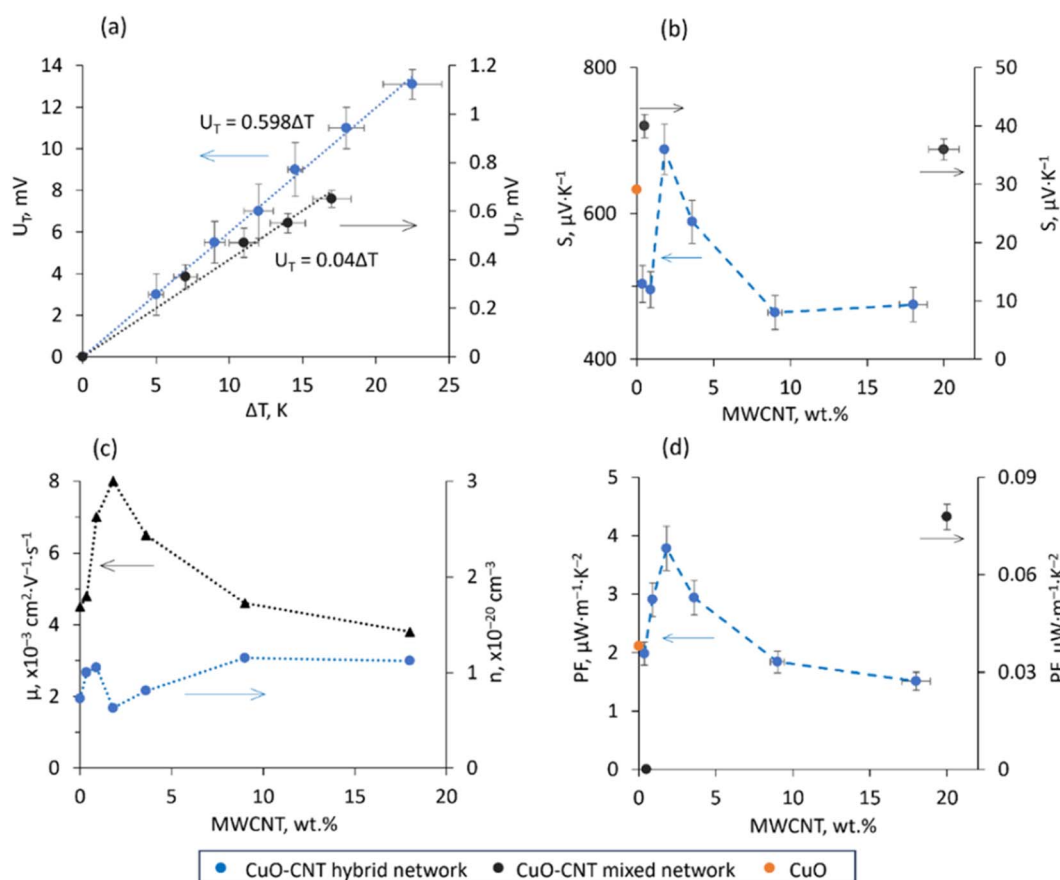 (a)
14
12
10
8
6
4
2
0
U_T, mV
1.2
1
0.8
0.6
0.4
0.2
0
U_T, mV
U_T = 0.598ΔT
U_T = 0.04ΔT
0 5 10 15 20 25
ΔT, K
(b)
800
600
400
S, μV·K⁻¹
50
40
30
20
10
0
S, μV·K⁻¹
0 5 10 15 20
MWCNT, wt.%
(c)
8
6
4
2
0
μ, x10⁻³ cm²·V⁻¹·s⁻¹
3
2
1
0
n, x10⁻²⁰ cm⁻³
0 5 10 15 20
MWCNT, wt.%
(d)
5
4
3
2
1
0
PF, μW·m⁻¹·K⁻²
0.09
0.06
0.03
0
PF, μW·m⁻¹·K⁻²
0 5 10 15 20
MWCNT, wt.%
CuO-CNT hybrid network CuO-CNT mixed network CuO